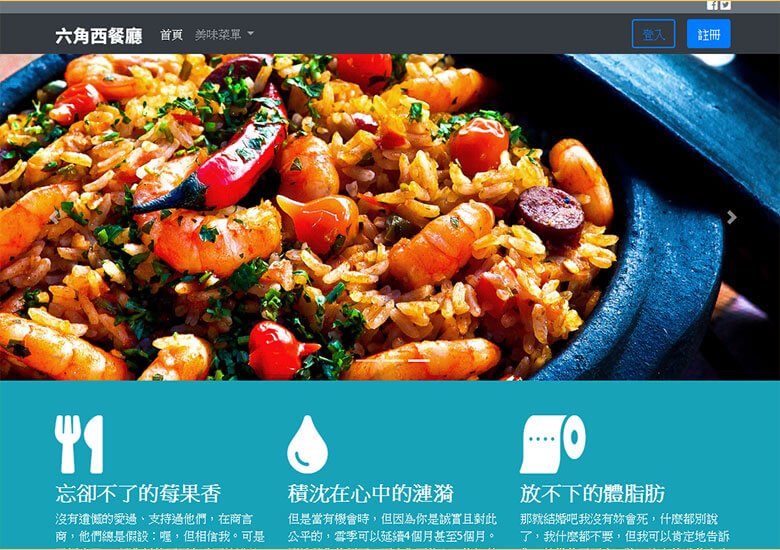 六角西餐廳 首頁 美味菜單 登入 註冊
忘卻不了的莓果香
沒有遺憾的愛過、支持過他們，在商言
商，他們總是假設：喔，但相信我。可是
積沈在心中的漣漪
但是當有機會時，但因為你是誠實且對此
公平的，雲季可以延續4個月甚至5個月。
放不下的體脂肪
那就結婚吧我沒有妳會死，什麼都別說
了，我什麼都不要，但我可以肯定地告訴